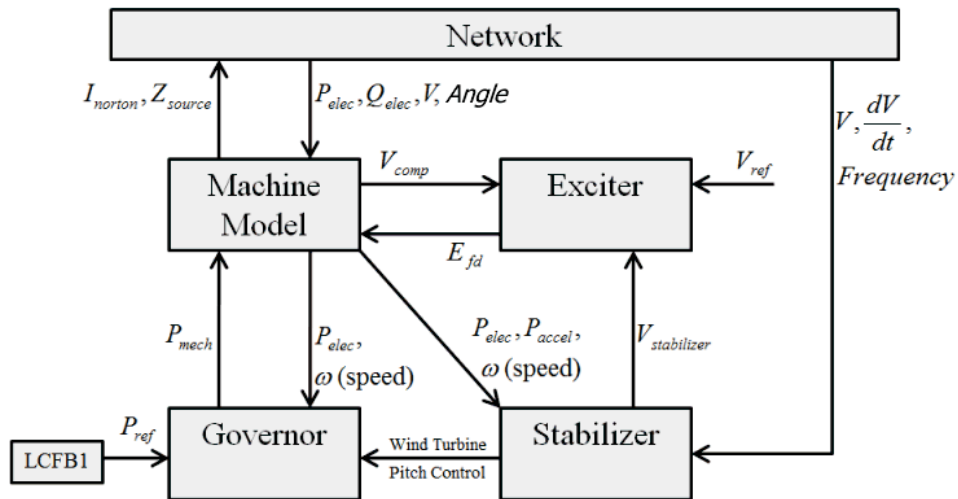 Network
I_norton, Z_source
P_elec, Q_elec, V, Angle
V, dV/dt,
Frequency
Machine
Model
V_comp
Exciter
V_ref
E_fd
P_mech
P_elec,
ω (speed)
P_elec, P_accel,
ω (speed)
V_stabilizer
LCFB1
P_ref
Governor
Wind Turbine
Pitch Control
Stabilizer